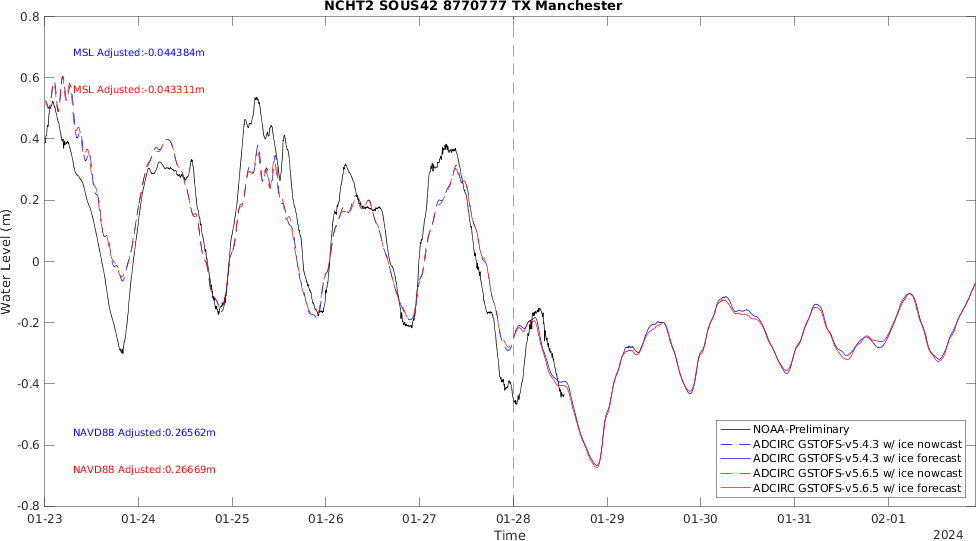 NCHT2 SOUS42 8770777 TX Manchester
Water Level (m)
0.8
0.6
0.4
0.2
0
-0.2
-0.4
-0.6
-0.8
MSL Adjusted:-0.044384m
MSL Adjusted:-0.043311m
NAVD88 Adjusted:0.26562m
NAVD88 Adjusted:0.26669m
NOAA-Preliminary
ADCIRC GSTOFS-v5.4.3 w/ ice nowcast
ADCIRC GSTOFS-v5.4.3 w/ ice forecast
ADCIRC GSTOFS-v5.6.5 w/ ice nowcast
ADCIRC GSTOFS-v5.6.5 w/ ice forecast
01-23 01-24 01-25 01-26 01-27 01-28 01-29 01-30 01-31 02-01
Time
2024